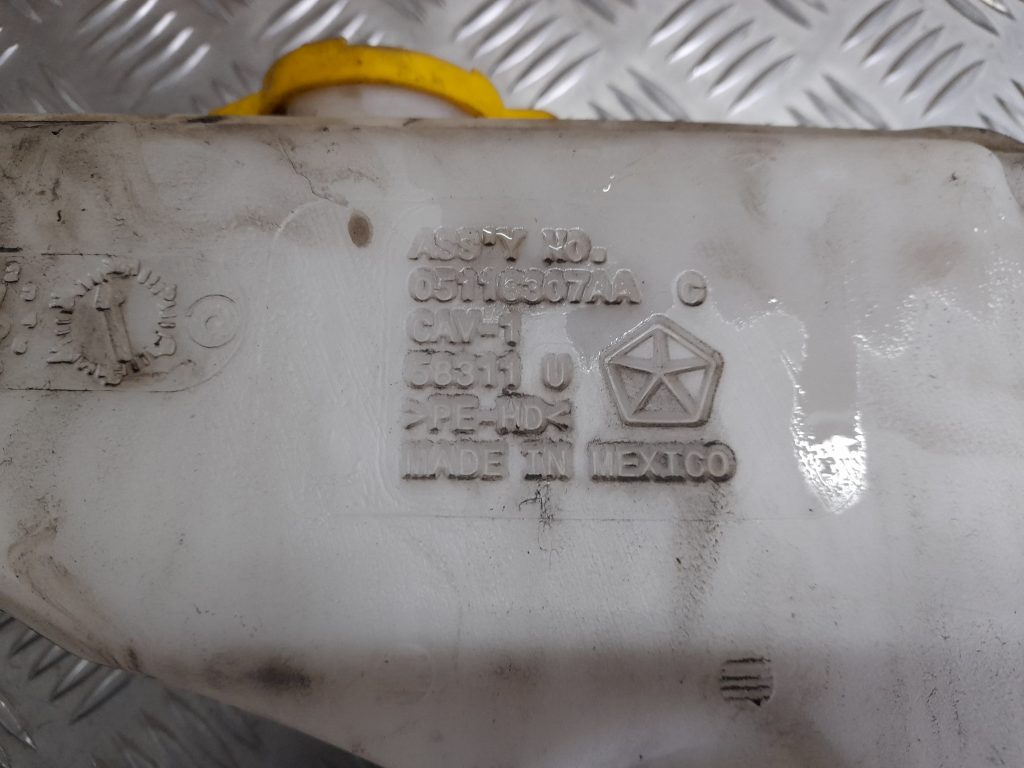 ASS'Y NO.
05116307AA C
CAV-1
58311 U
>PE-HD<
MADE IN MEXICO